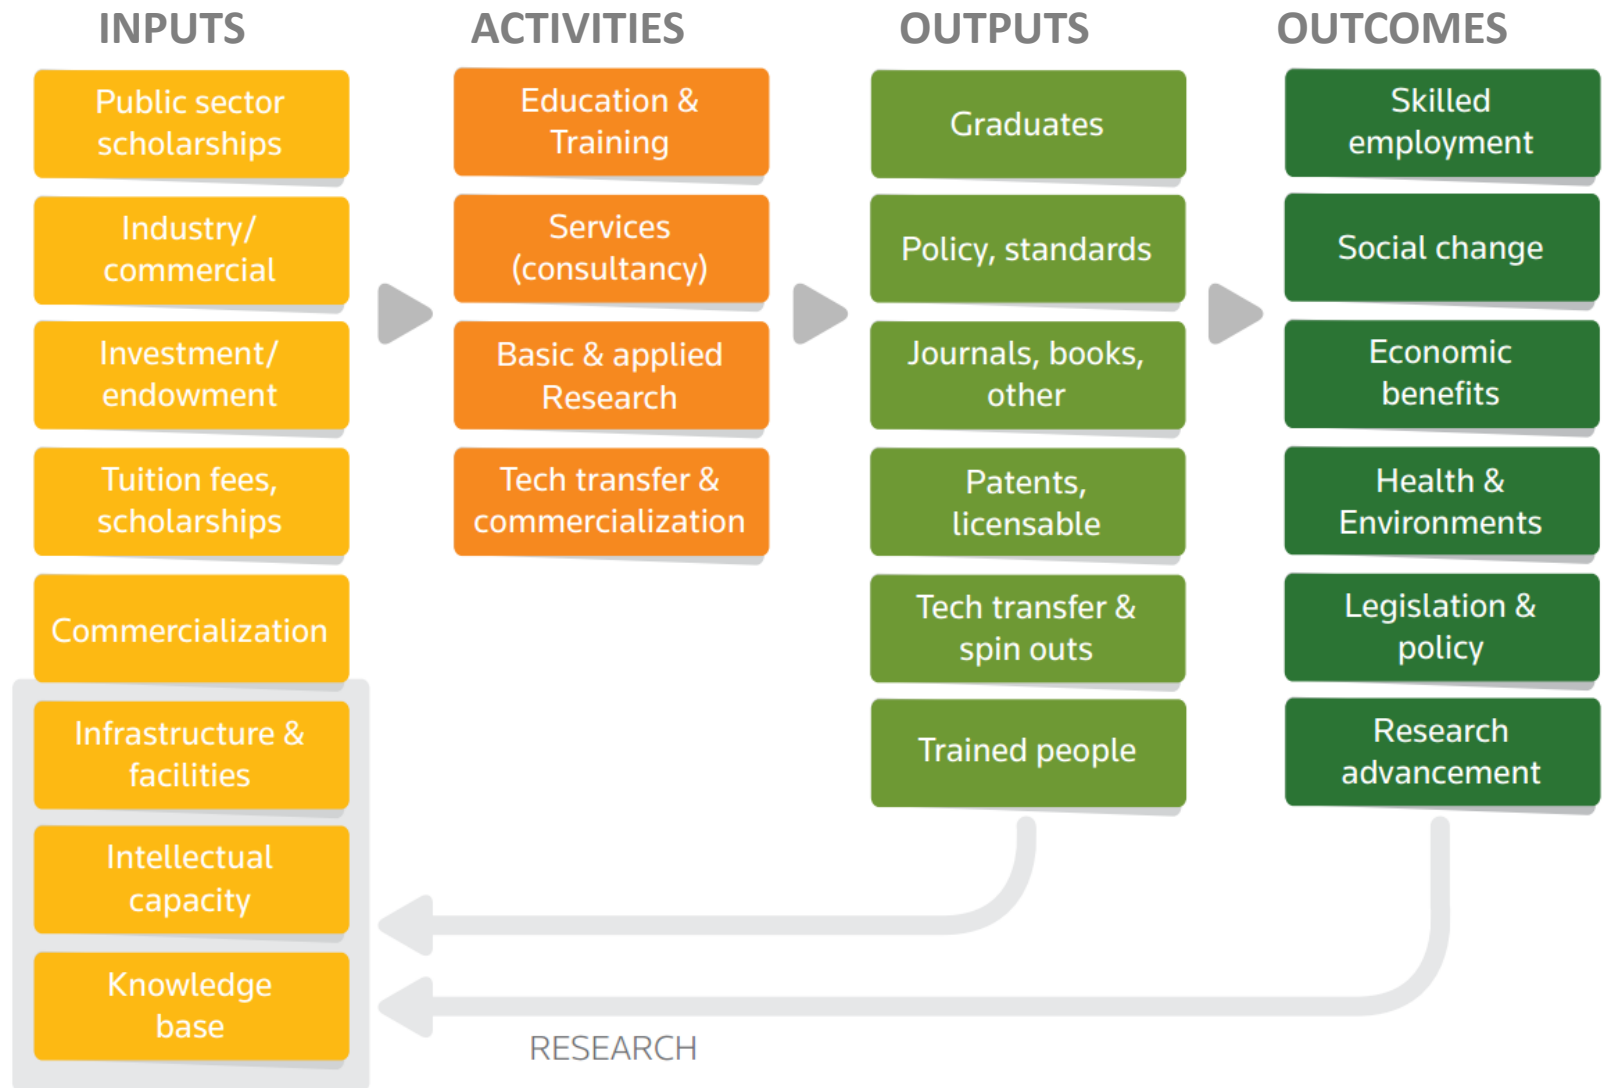 INPUTS
Public sector
scholarships
Industry/
commercial
Investment/
endowment
Tuition fees,
scholarships
Commercialization
Infrastructure &
facilities
Intellectual
capacity
Knowledge
base
ACTIVITIES
Education &
Training
Services
(consultancy)
Basic & applied
Research
Tech transfer &
commercialization
OUTPUTS
Graduates
Policy, standards
Journals, books,
other
Patents,
licensable
Tech transfer &
spin outs
Trained people
OUTCOMES
Skilled
employment
Social change
Economic
benefits
Health &
Environments
Legislation &
policy
Research
advancement
RESEARCH